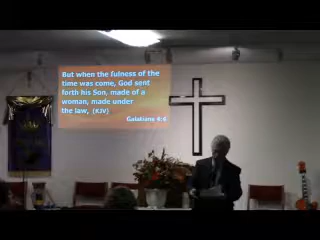 But when the fulness of the
time was come, God sent
forth his Son, made of a
woman, made under
the law, (KJV)
Galatians 4:4